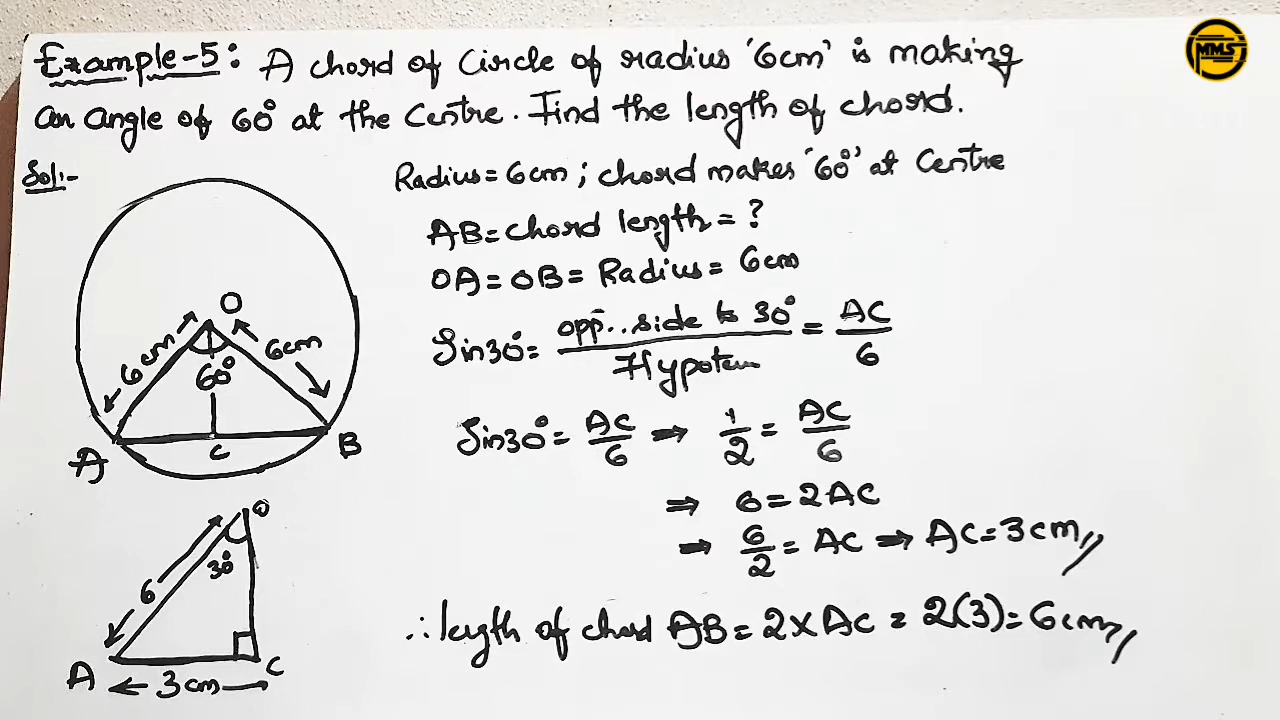 Example-5: A chord of Circle of radius '6cm' is making
an angle of 60° at the Centre. Find the length of chord.
Sol:-
Radius = 6cm ; chord makes '60°' at Centre
AB = chord length = ?
OA = OB = Radius = 6cm
Sin30° = opp.. side to 30° / Hypoten = AC / 6
Sin30° = AC / 6 ⇒ 1 / 2 = AC / 6
⇒ 6 = 2AC
⇒ 6 / 2 = AC ⇒ AC = 3cm//
∴ length of chord AB = 2 × AC = 2(3) = 6cm//
O
6cm
6cm
60°
A
C
B
O
30°
6
A
C
3cm
MMS